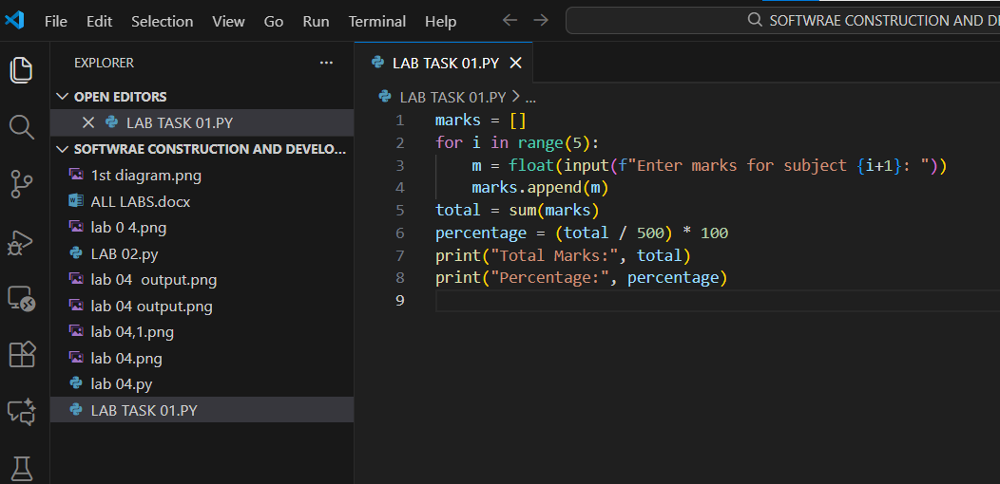 File Edit Selection View Go Run Terminal Help
SOFTWRAE CONSTRUCTION AND DE
EXPLORER
OPEN EDITORS
LAB TASK 01.PY
SOFTWRAE CONSTRUCTION AND DEVELO...
1st diagram.png
ALL LABS.docx
lab 0 4.png
LAB 02.py
lab 04  output.png
lab 04 output.png
lab 04,1.png
lab 04.png
lab 04.py
LAB TASK 01.PY
LAB TASK 01.PY
LAB TASK 01.PY > ...
1 marks = []
2 for i in range(5):
3     m = float(input(f"Enter marks for subject {i+1}: "))
4     marks.append(m)
5 total = sum(marks)
6 percentage = (total / 500) * 100
7 print("Total Marks:", total)
8 print("Percentage:", percentage)
9